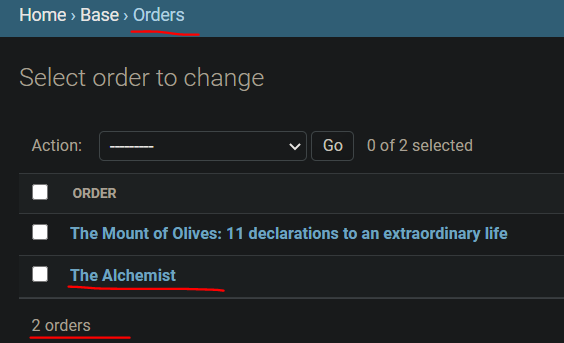 Home › Base › Orders
Select order to change
Action: --------- Go 0 of 2 selected
ORDER
The Mount of Olives: 11 declarations to an extraordinary life
The Alchemist
2 orders